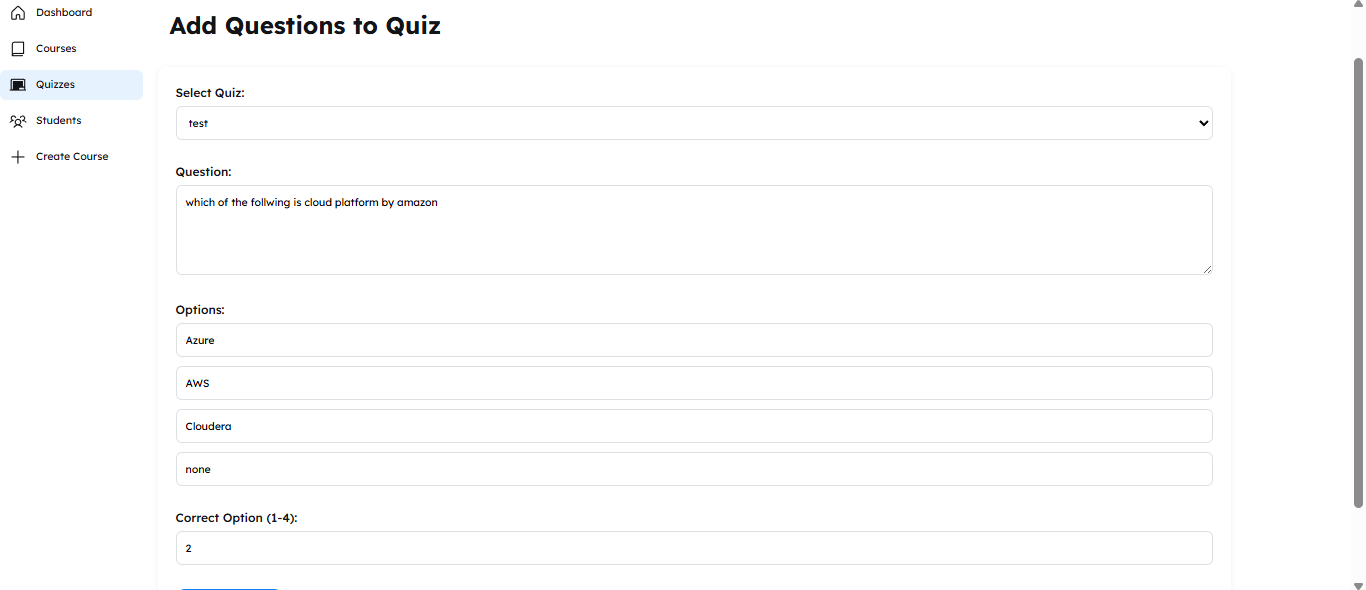 Dashboard
Add Questions to Quiz
Courses
Quizzes
Students
Create Course
Select Quiz:
test
Question:
which of the follwing is cloud platform by amazon
Options:
Azure
AWS
Cloudera
none
Correct Option (1-4):
2